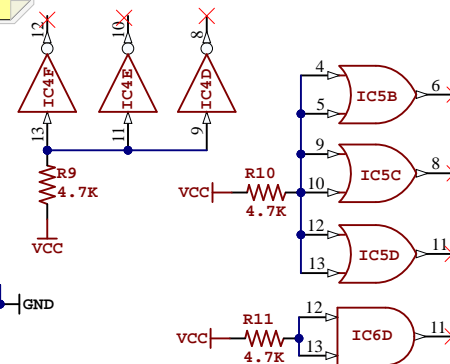 12
10
8
IC4F
IC4E
IC4D
13
11
9
R9
4.7K
VCC
GND
4
5
6
IC5B
9
10
8
IC5C
VCC
R10
4.7K
12
13
11
IC5D
VCC
R11
4.7K
12
13
11
IC6D